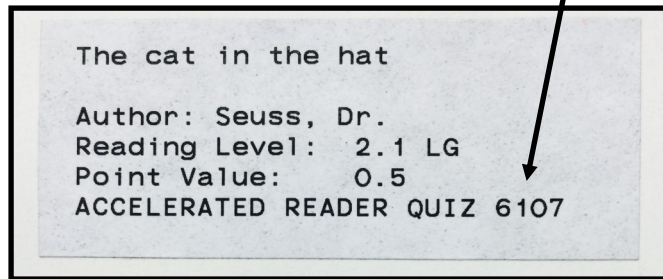 The cat in the hat
Author: Seuss, Dr.
Reading Level: 2.1 LG
Point Value: 0.5
ACCELERATED READER QUIZ 6107